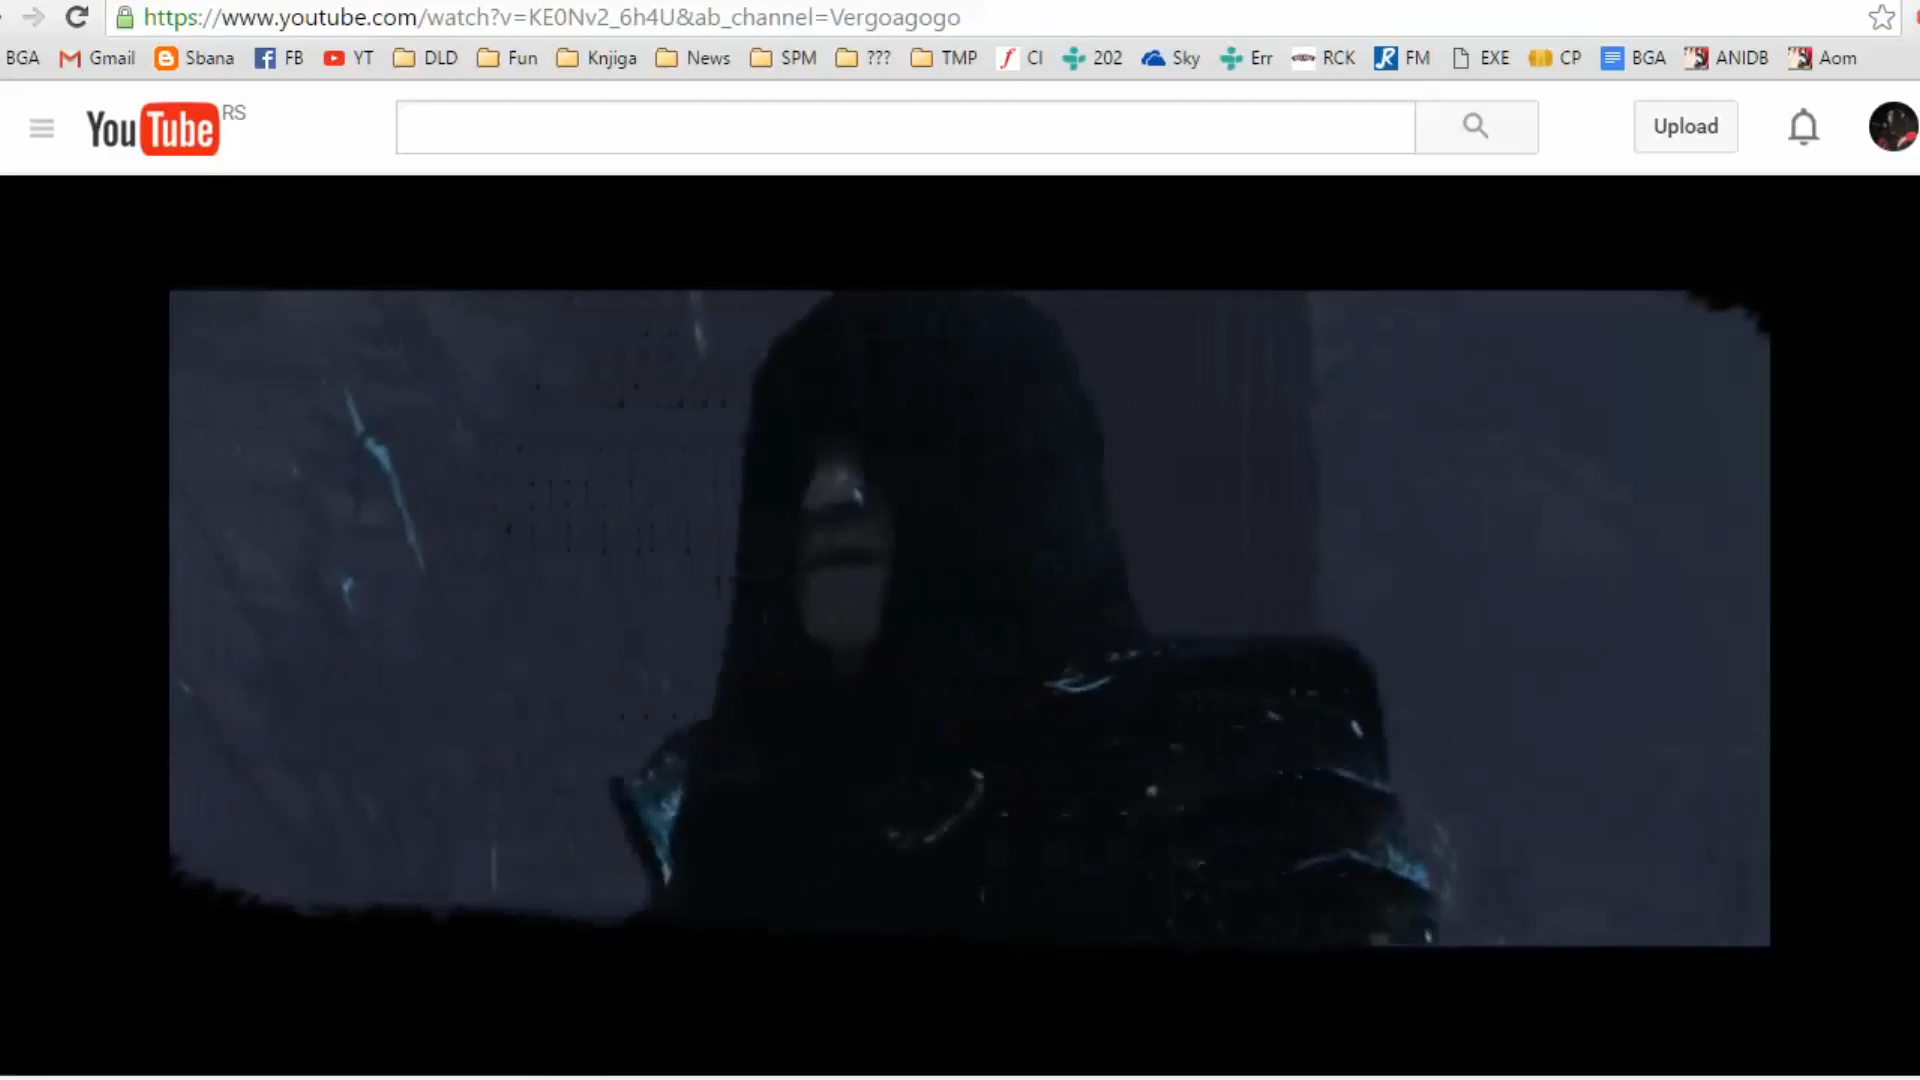 https://www.youtube.com/watch?v=KE0Nv2_6h4U&ab_channel=Vergoagogo
BGA Gmail Sbana FB YT DLD Fun Knjiga News SPM ??? TMP CI 202 Sky Err RCK FM EXE CP BGA ANIDB Aom
YouTube RS Upload